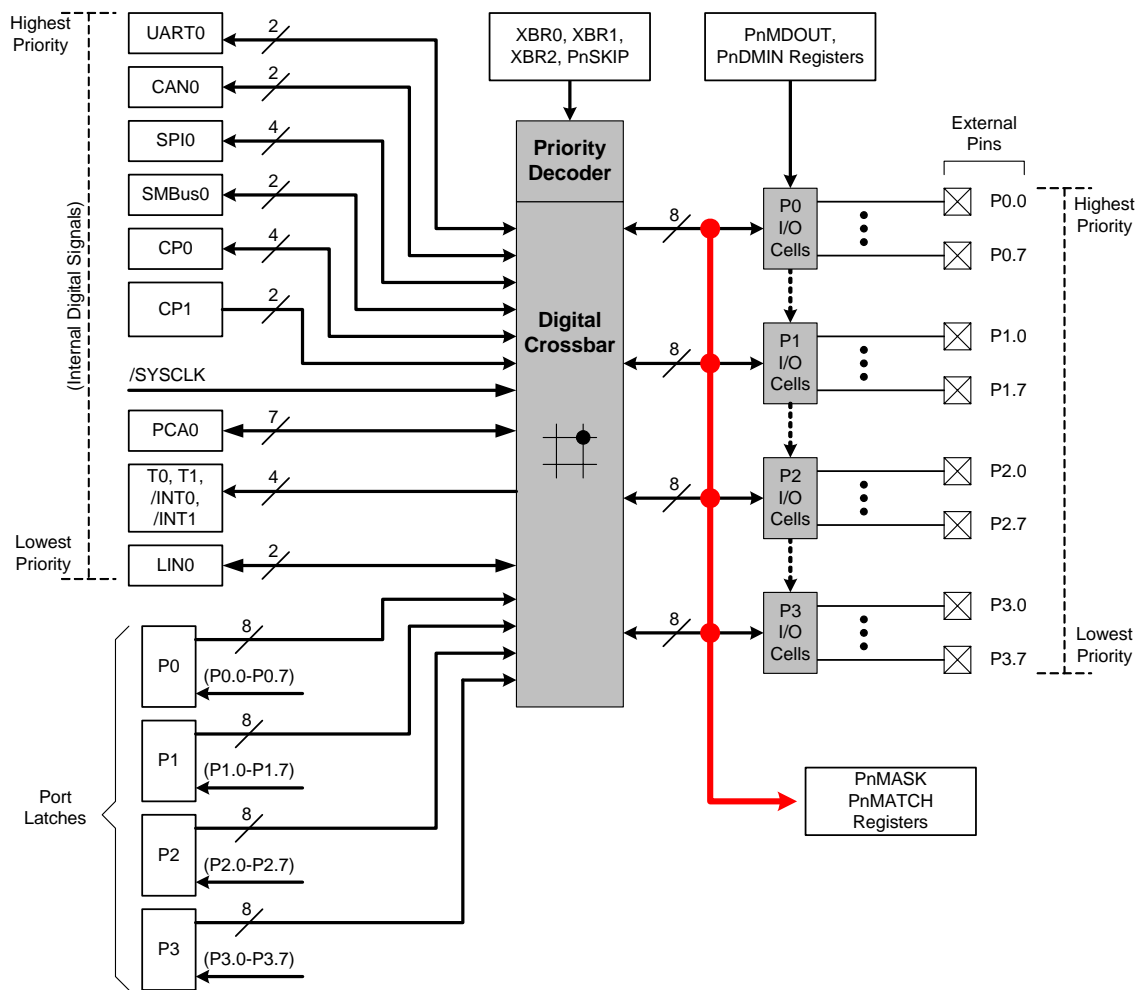 Highest
Priority
(Internal Digital Signals)
Lowest
Priority
UART0
2
CAN0
2
SPI0
4
SMBus0
2
CP0
4
CP1
2
/SYSCLK
PCA0
7
T0, T1,
/INT0,
/INT1
4
LIN0
2
Port
Latches
P0
8
(P0.0-P0.7)
P1
8
(P1.0-P1.7)
P2
8
(P2.0-P2.7)
P3
8
(P3.0-P3.7)
XBR0, XBR1,
XBR2, PnSKIP
Priority
Decoder
Digital
Crossbar
PnMDOUT,
PnDMIN Registers
8
8
8
8
P0
I/O
Cells
P1
I/O
Cells
P2
I/O
Cells
P3
I/O
Cells
External
Pins
P0.0
P0.7
P1.0
P1.7
P2.0
P2.7
P3.0
P3.7
Highest
Priority
Lowest
Priority
PnMASK
PnMATCH
Registers